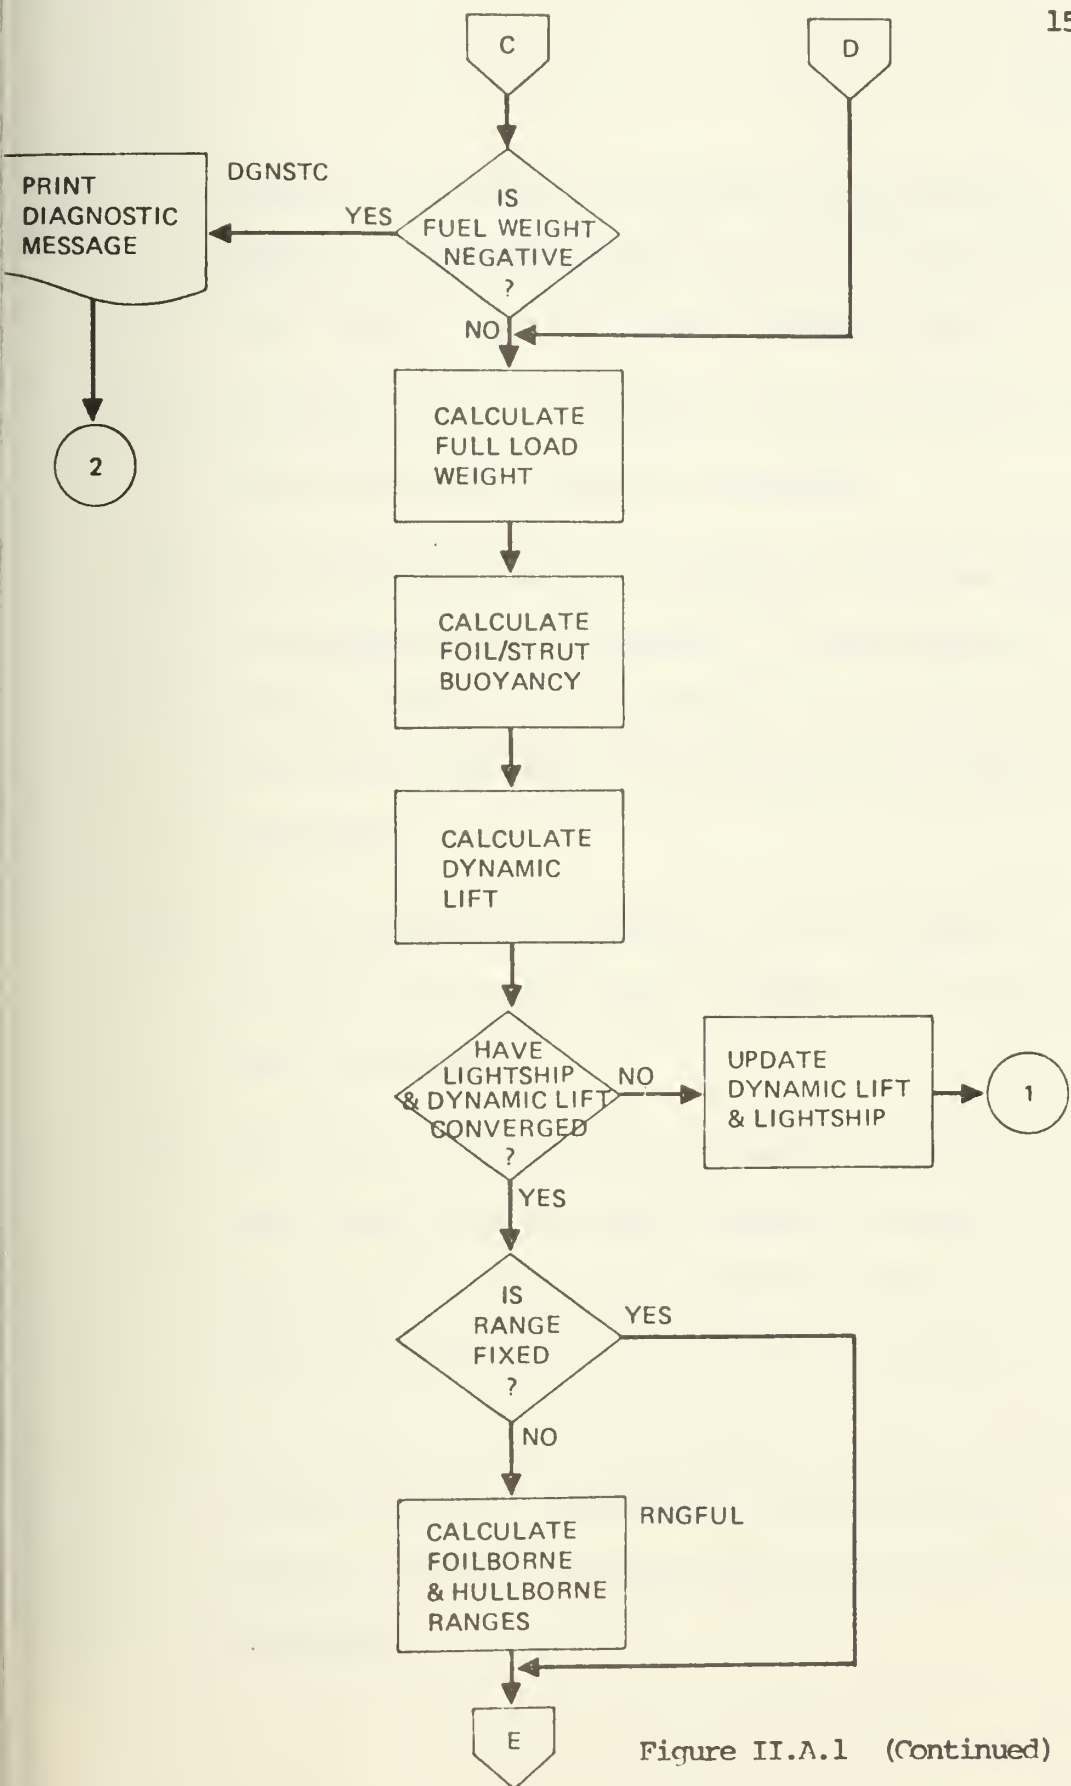 15
C
D
DGNSTC
PRINT
DIAGNOSTIC
MESSAGE
YES
IS
FUEL WEIGHT
NEGATIVE
?
NO
2
CALCULATE
FULL LOAD
WEIGHT
CALCULATE
FOIL/STRUT
BUOYANCY
CALCULATE
DYNAMIC
LIFT
HAVE
LIGHTSHIP
& DYNAMIC LIFT
CONVERGED
?
NO
UPDATE
DYNAMIC LIFT
& LIGHTSHIP
1
YES
IS
RANGE
FIXED
?
YES
NO
RNGFUL
CALCULATE
FOILBORNE
& HULLBORNE
RANGES
E
Figure II.A.1 (Continued)